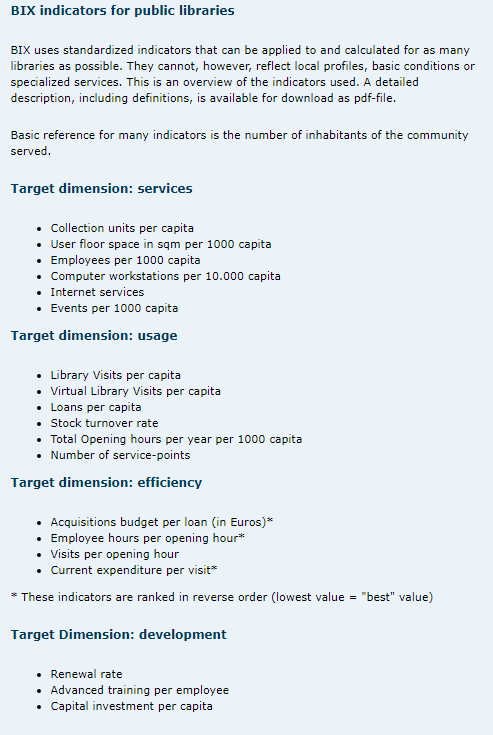 BIX indicators for public libraries
BIX uses standardized indicators that can be applied to and calculated for as many
libraries as possible. They cannot, however, reflect local profiles, basic conditions or
specialized services. This is an overview of the indicators used. A detailed
description, including definitions, is available for download as pdf-file.
Basic reference for many indicators is the number of inhabitants of the community
served.
Target dimension: services
• Collection units per capita
• User floor space in sqm per 1000 capita
• Employees per 1000 capita
• Computer workstations per 10.000 capita
• Internet services
• Events per 1000 capita
Target dimension: usage
• Library Visits per capita
• Virtual Library Visits per capita
• Loans per capita
• Stock turnover rate
• Total Opening hours per year per 1000 capita
• Number of service-points
Target dimension: efficiency
• Acquisitions budget per loan (in Euros)*
• Employee hours per opening hour*
• Visits per opening hour
• Current expenditure per visit*
* These indicators are ranked in reverse order (lowest value = "best" value)
Target Dimension: development
• Renewal rate
• Advanced training per employee
• Capital investment per capita